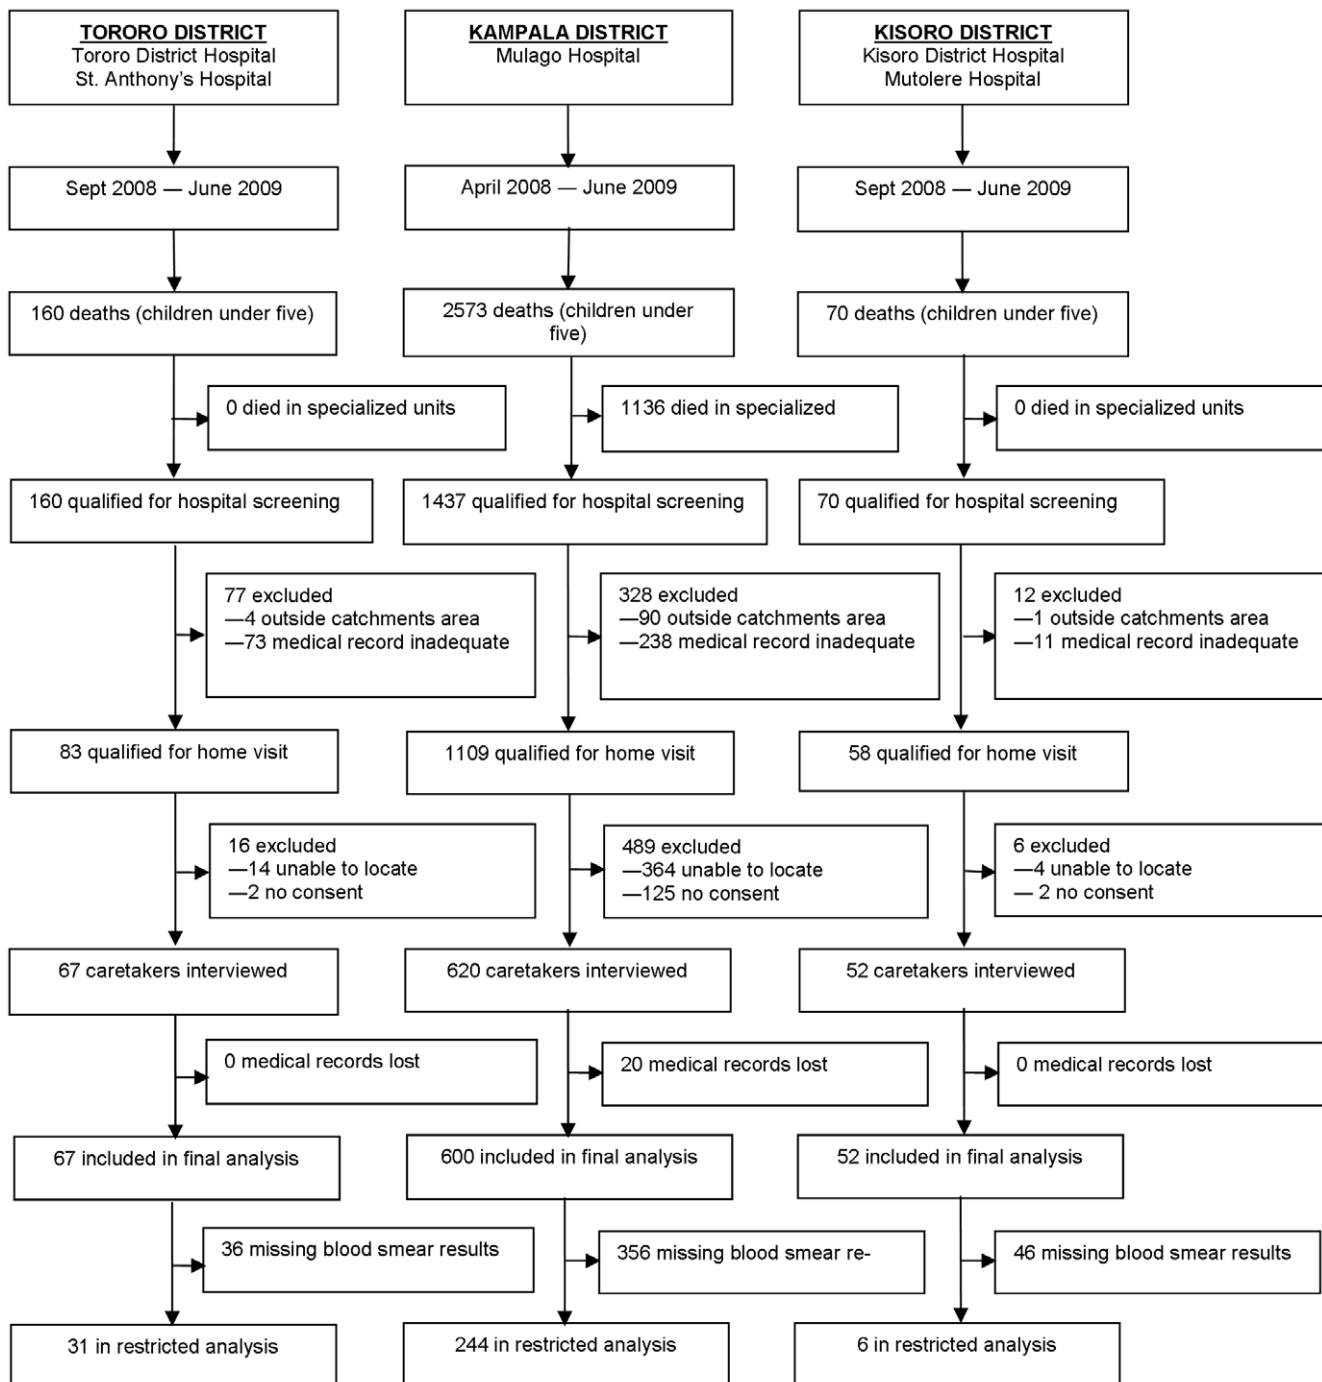 TORORO DISTRICT
Tororo District Hospital
St. Anthony's Hospital
KAMPALA DISTRICT
Mulago Hospital
KISORO DISTRICT
Kisoro District Hospital
Mutolere Hospital
Sept 2008 — June 2009
April 2008 — June 2009
Sept 2008 — June 2009
160 deaths (children under five)
2573 deaths (children under
five)
70 deaths (children under five)
0 died in specialized units
1136 died in specialized
0 died in specialized units
160 qualified for hospital screening
1437 qualified for hospital screening
70 qualified for hospital screening
77 excluded
—4 outside catchments area
—73 medical record inadequate
328 excluded
—90 outside catchments area
—238 medical record inadequate
12 excluded
—1 outside catchments area
—11 medical record inadequate
83 qualified for home visit
1109 qualified for home visit
58 qualified for home visit
16 excluded
—14 unable to locate
—2 no consent
489 excluded
—364 unable to locate
—125 no consent
6 excluded
—4 unable to locate
— 2 no consent
67 caretakers interviewed
620 caretakers interviewed
52 caretakers interviewed
0 medical records lost
20 medical records lost
0 medical records lost
67 included in final analysis
600 included in final analysis
52 included in final analysis
36 missing blood smear results
356 missing blood smear re-
46 missing blood smear results
31 in restricted analysis
244 in restricted analysis
6 in restricted analysis